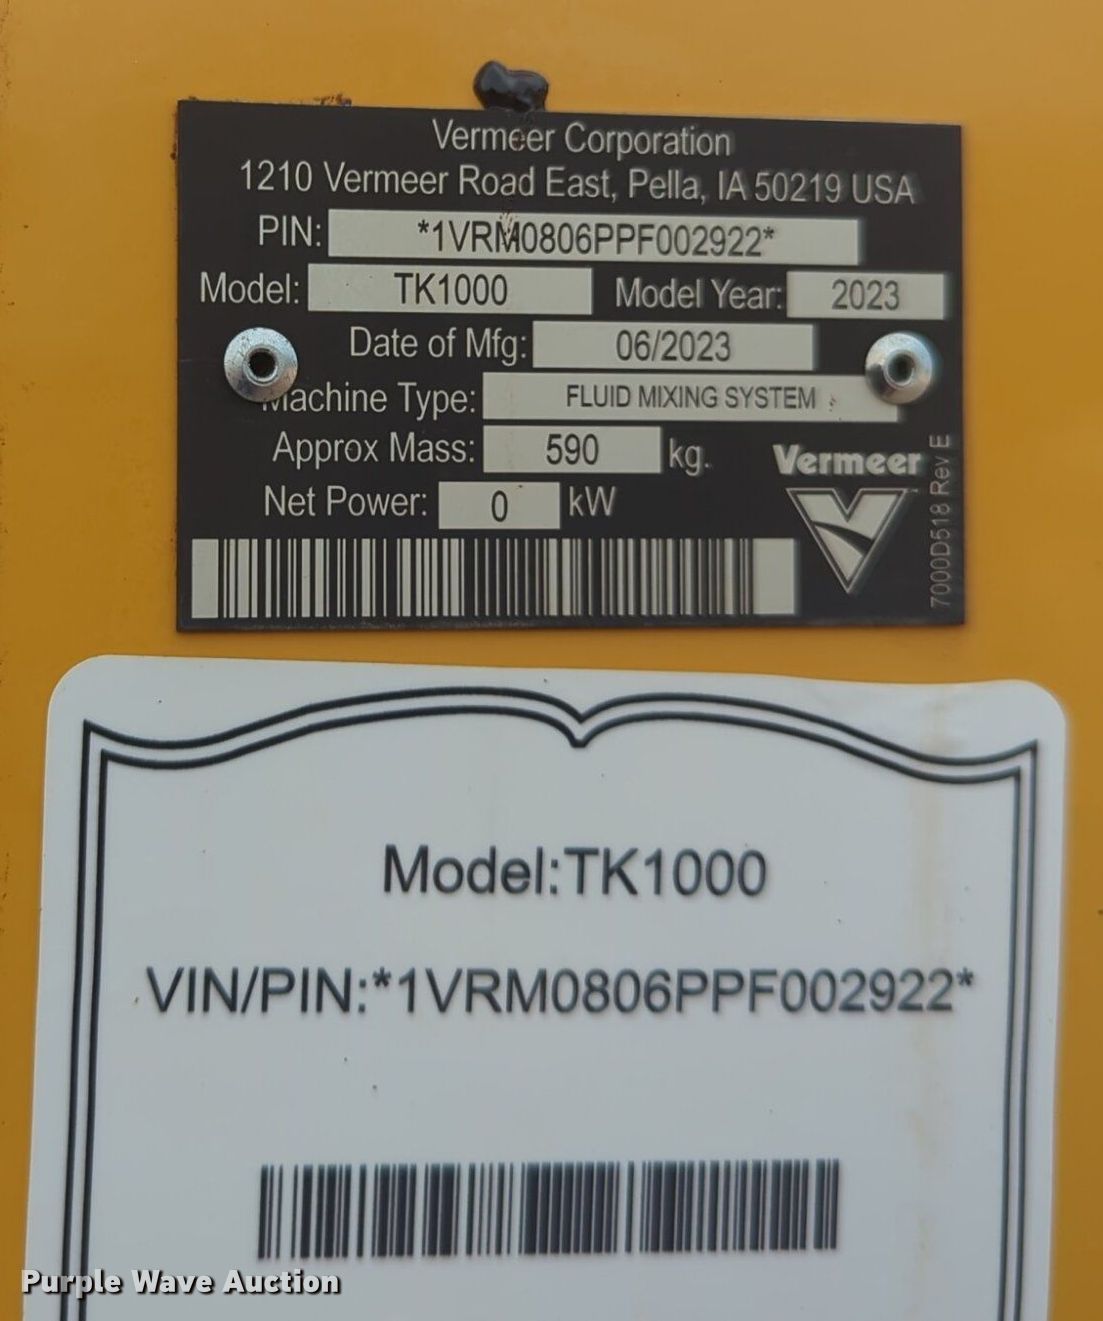 Vermeer Corporation
1210 Vermeer Road East, Pella, IA 50219 USA
PIN: *1VRM0806PPF002922*
Model: TK1000 Model Year: 2023
Date of Mfg: 06/2023
Machine Type: FLUID MIXING SYSTEM
Approx Mass: 590 kg.
Net Power: 0 kW
Vermeer
7000D518 Rev E
Model:TK1000
VIN/PIN:*1VRM0806PPF002922*
Purple Wave Auction